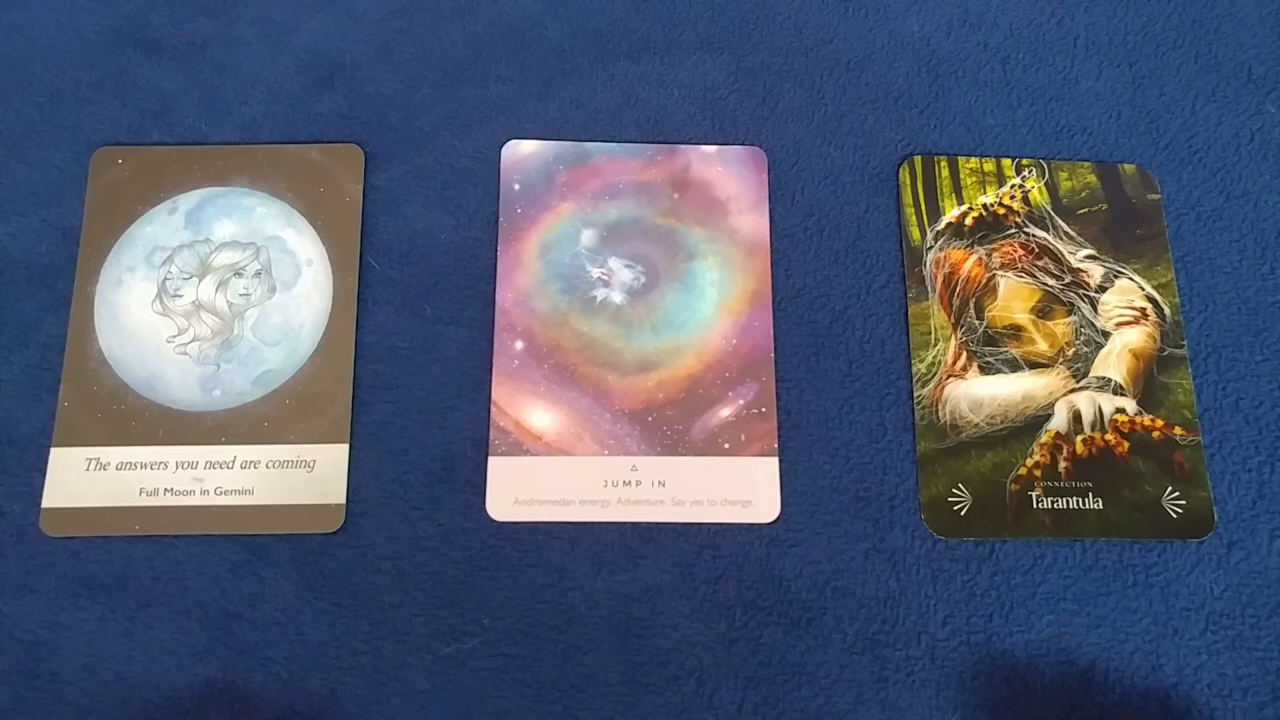 The answers you need are coming
Full Moon in Gemini
JUMP IN
Andromedan energy. Adventure. Say yes to change.
13
CONNECTION
Tarantula